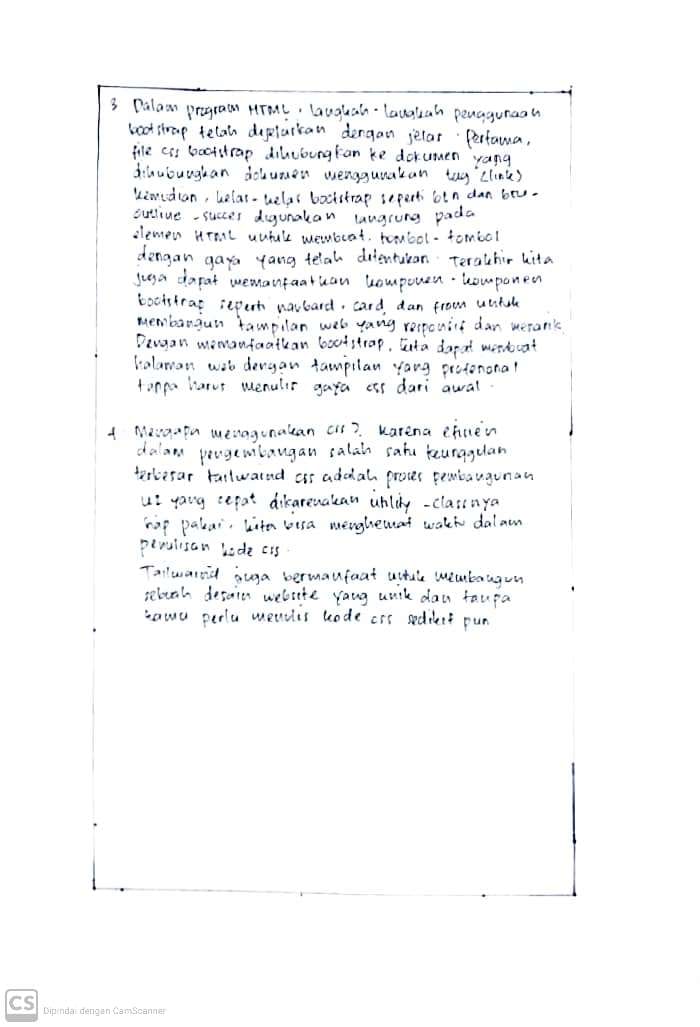 3 Dalam program HTML, langkah-langkah penggunaan
bootstrap telah dijelaskan dengan jelas. Pertama,
file css bootstrap dihubungkan ke dokumen yang
dihubungkan dokumen menggunakan tag <link>
kemudian, kelas-kelas bootstrap seperti btn dan btn-
outline-succes digunakan langsung pada
elemen HTML untuk membuat tombol-tombol
dengan gaya yang telah ditentukan. Terakhir kita
juga dapat memanfaatkan komponen-komponen
bootstrap seperti navbard, card, dan from untuk
membangun tampilan web yang responsif dan menarik
Dengan memanfaatkan bootstrap, kita dapat membuat
halaman web dengan tampilan yang profesional
tanpa harus menulis gaya css dari awal.
4 Mengapa menggunakan css? Karena efisien
dalam pengembangan salah satu keunggulan
terbesar tailwaind css adalah proses pembangunan
UI yang cepat dikarenakan utility-classnya
siap pakai, kita bisa menghemat waktu dalam
penulisan kode css.
Tailwaind juga bermanfaat untuk membangun
sebuah desain website yang unik dan tanpa
kamu perlu menulis kode css sedikit pun
CS Dipindai dengan CamScanner